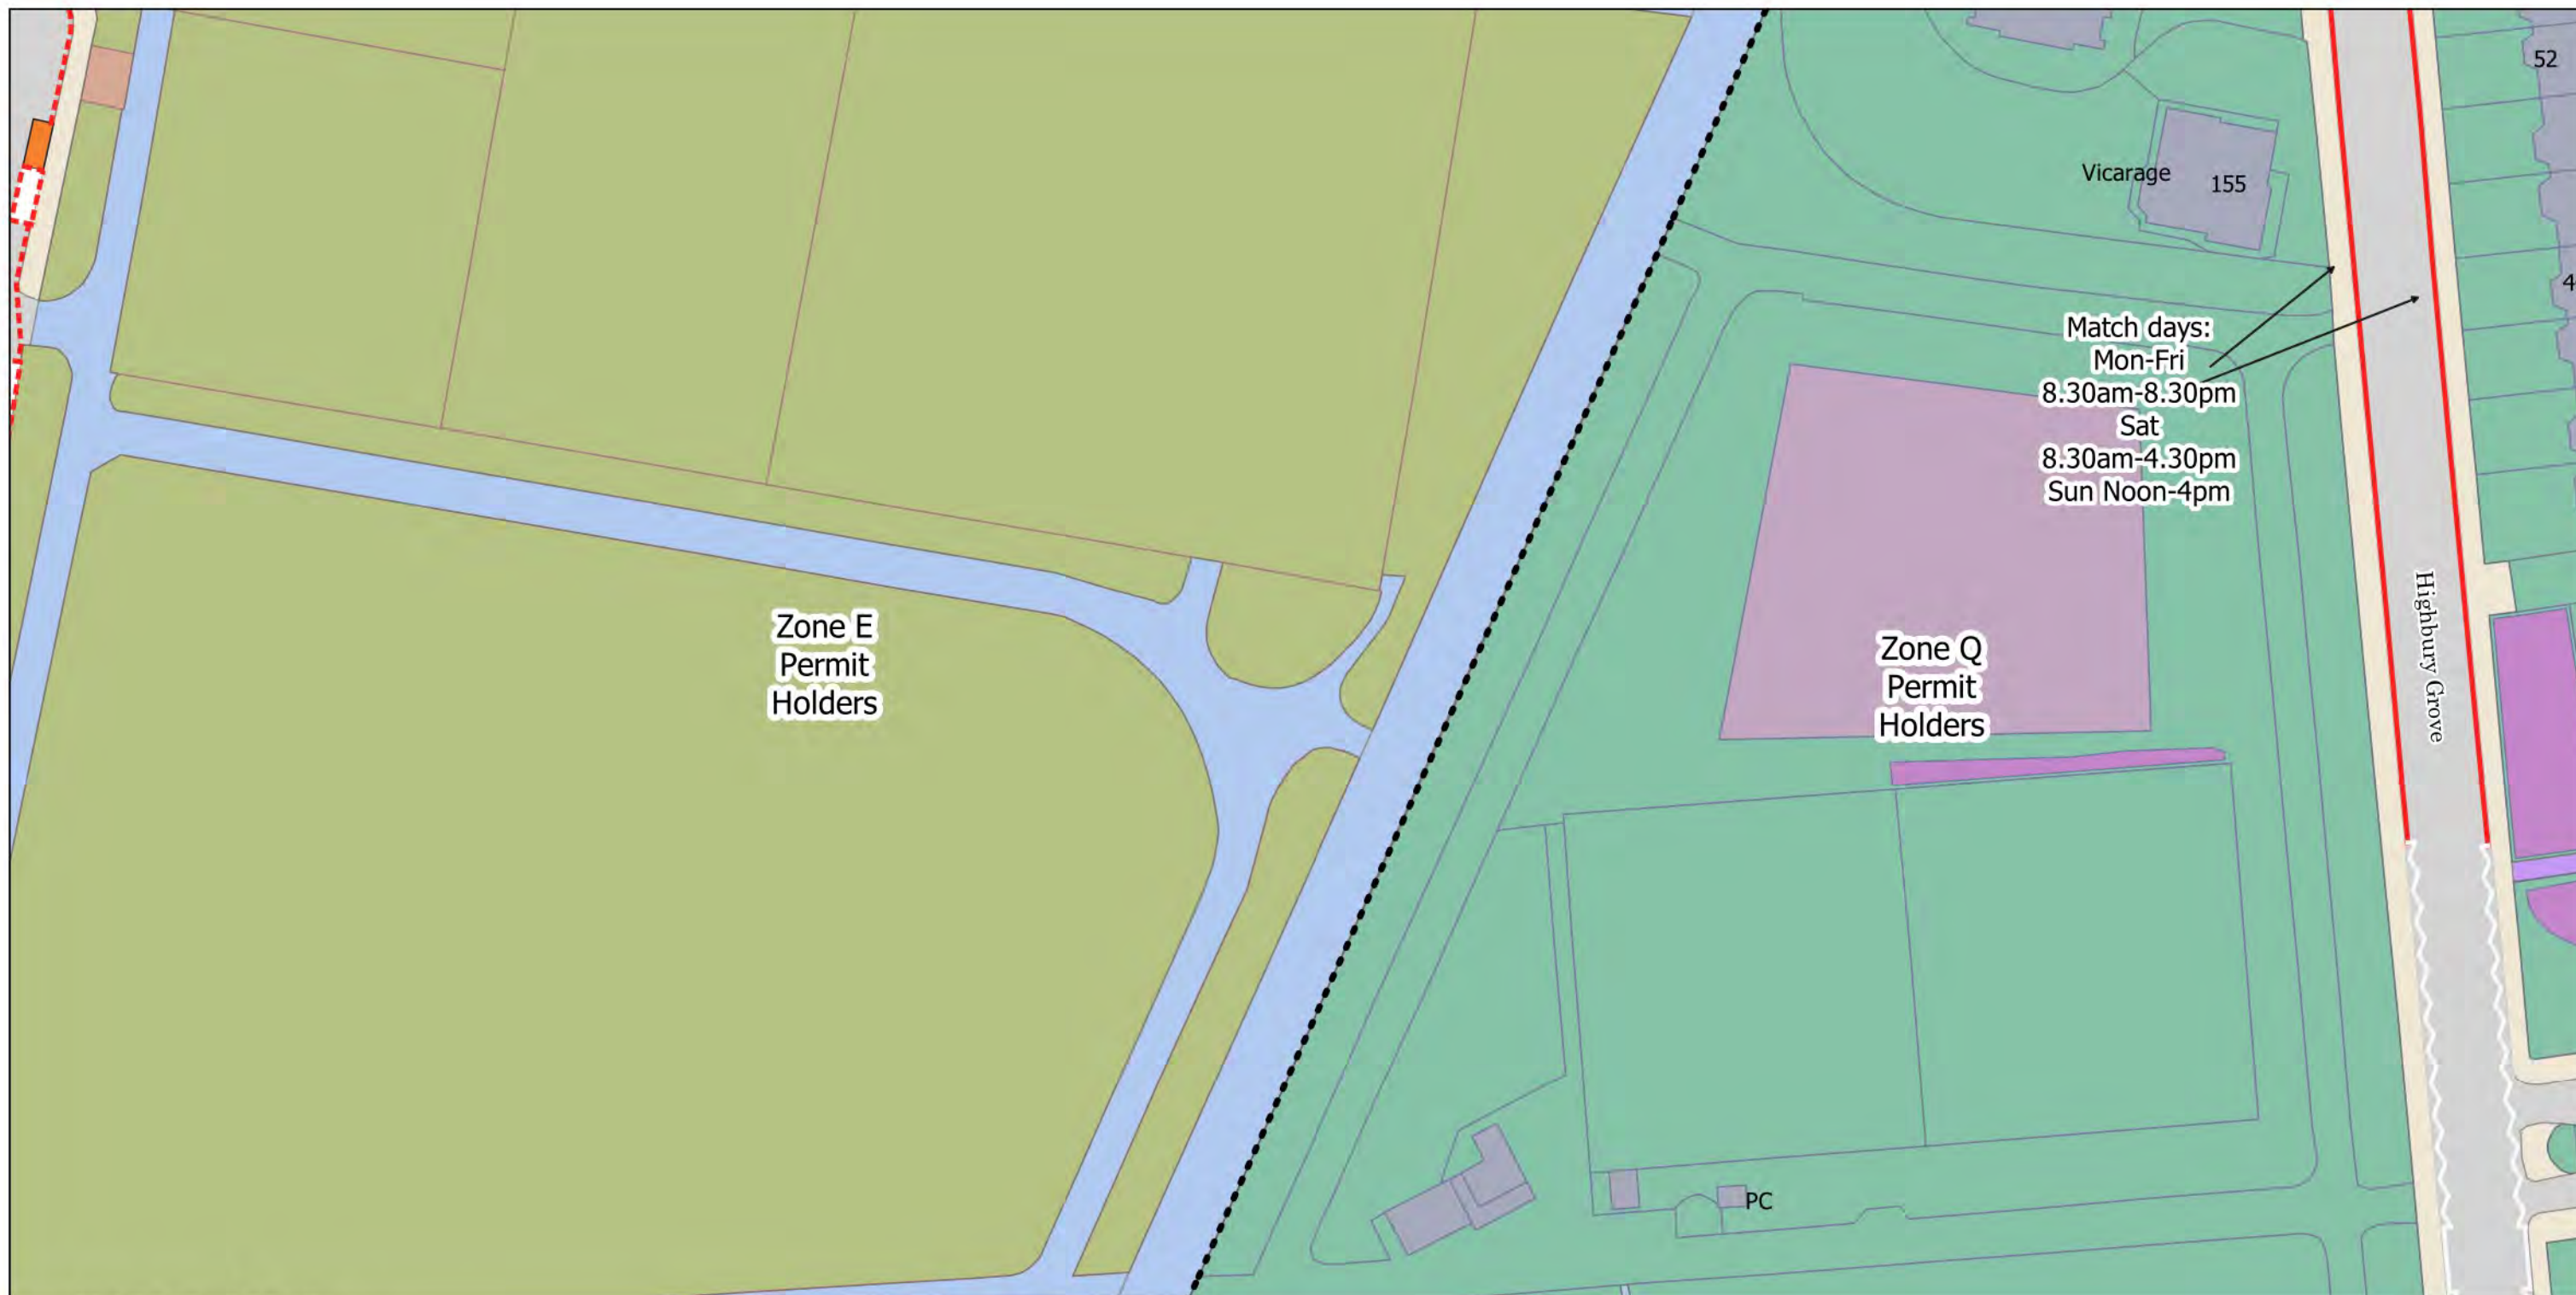 52
Vicarage
155
4
Match days:
Mon-Fri
8.30am-8.30pm
Sat
8.30am-4.30pm
Sun Noon-4pm
Zone E
Permit
Holders
Zone Q
Permit
Holders
Highbury Grove
PC